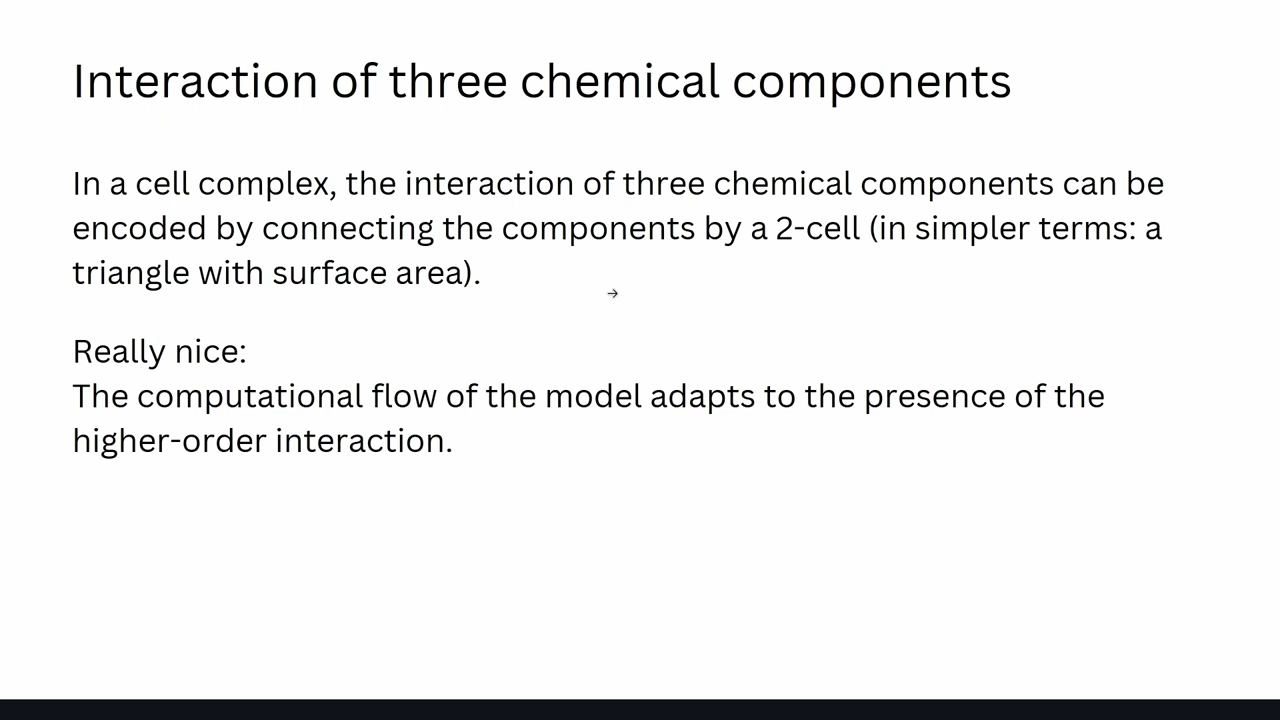 Interaction of three chemical components
In a cell complex, the interaction of three chemical components can be
encoded by connecting the components by a 2-cell (in simpler terms: a
triangle with surface area).
→
Really nice:
The computational flow of the model adapts to the presence of the
higher-order interaction.